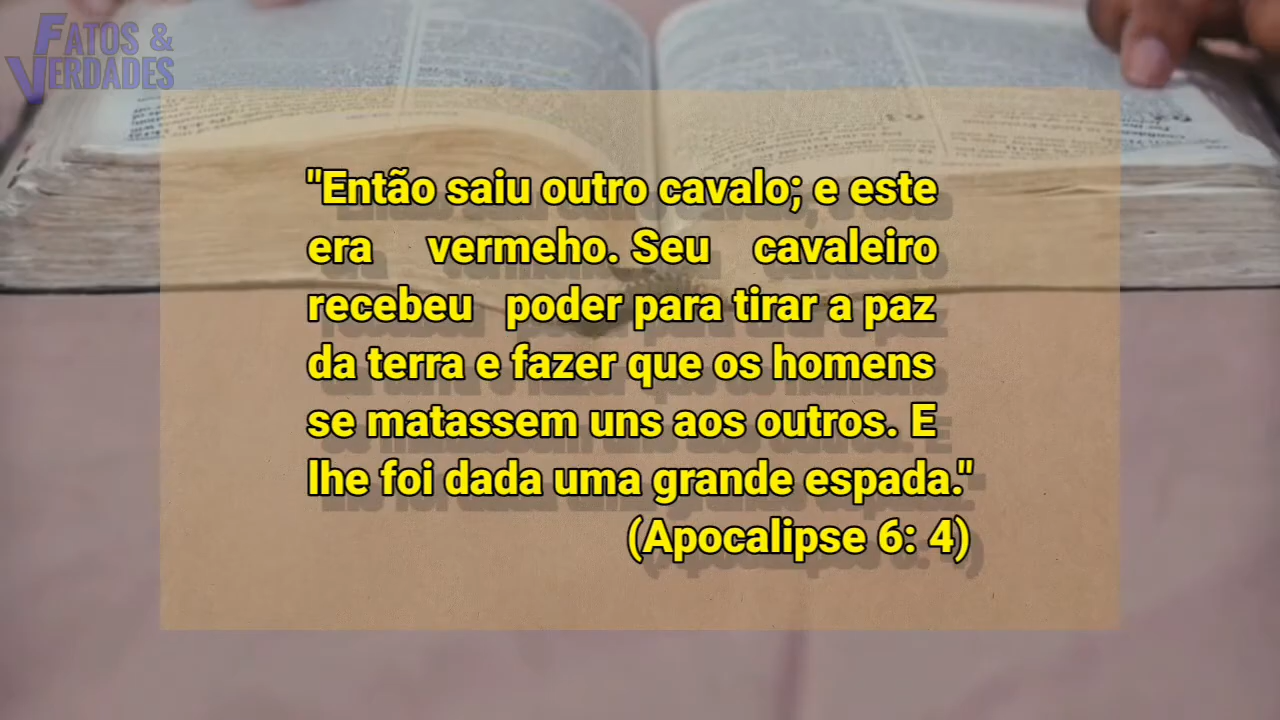 FATOS &
VERDADES
"Então saiu outro cavalo; e este
era vermeho. Seu cavaleiro
recebeu poder para tirar a paz
da terra e fazer que os homens
se matassem uns aos outros. E
lhe foi dada uma grande espada."
(Apocalipse 6: 4)